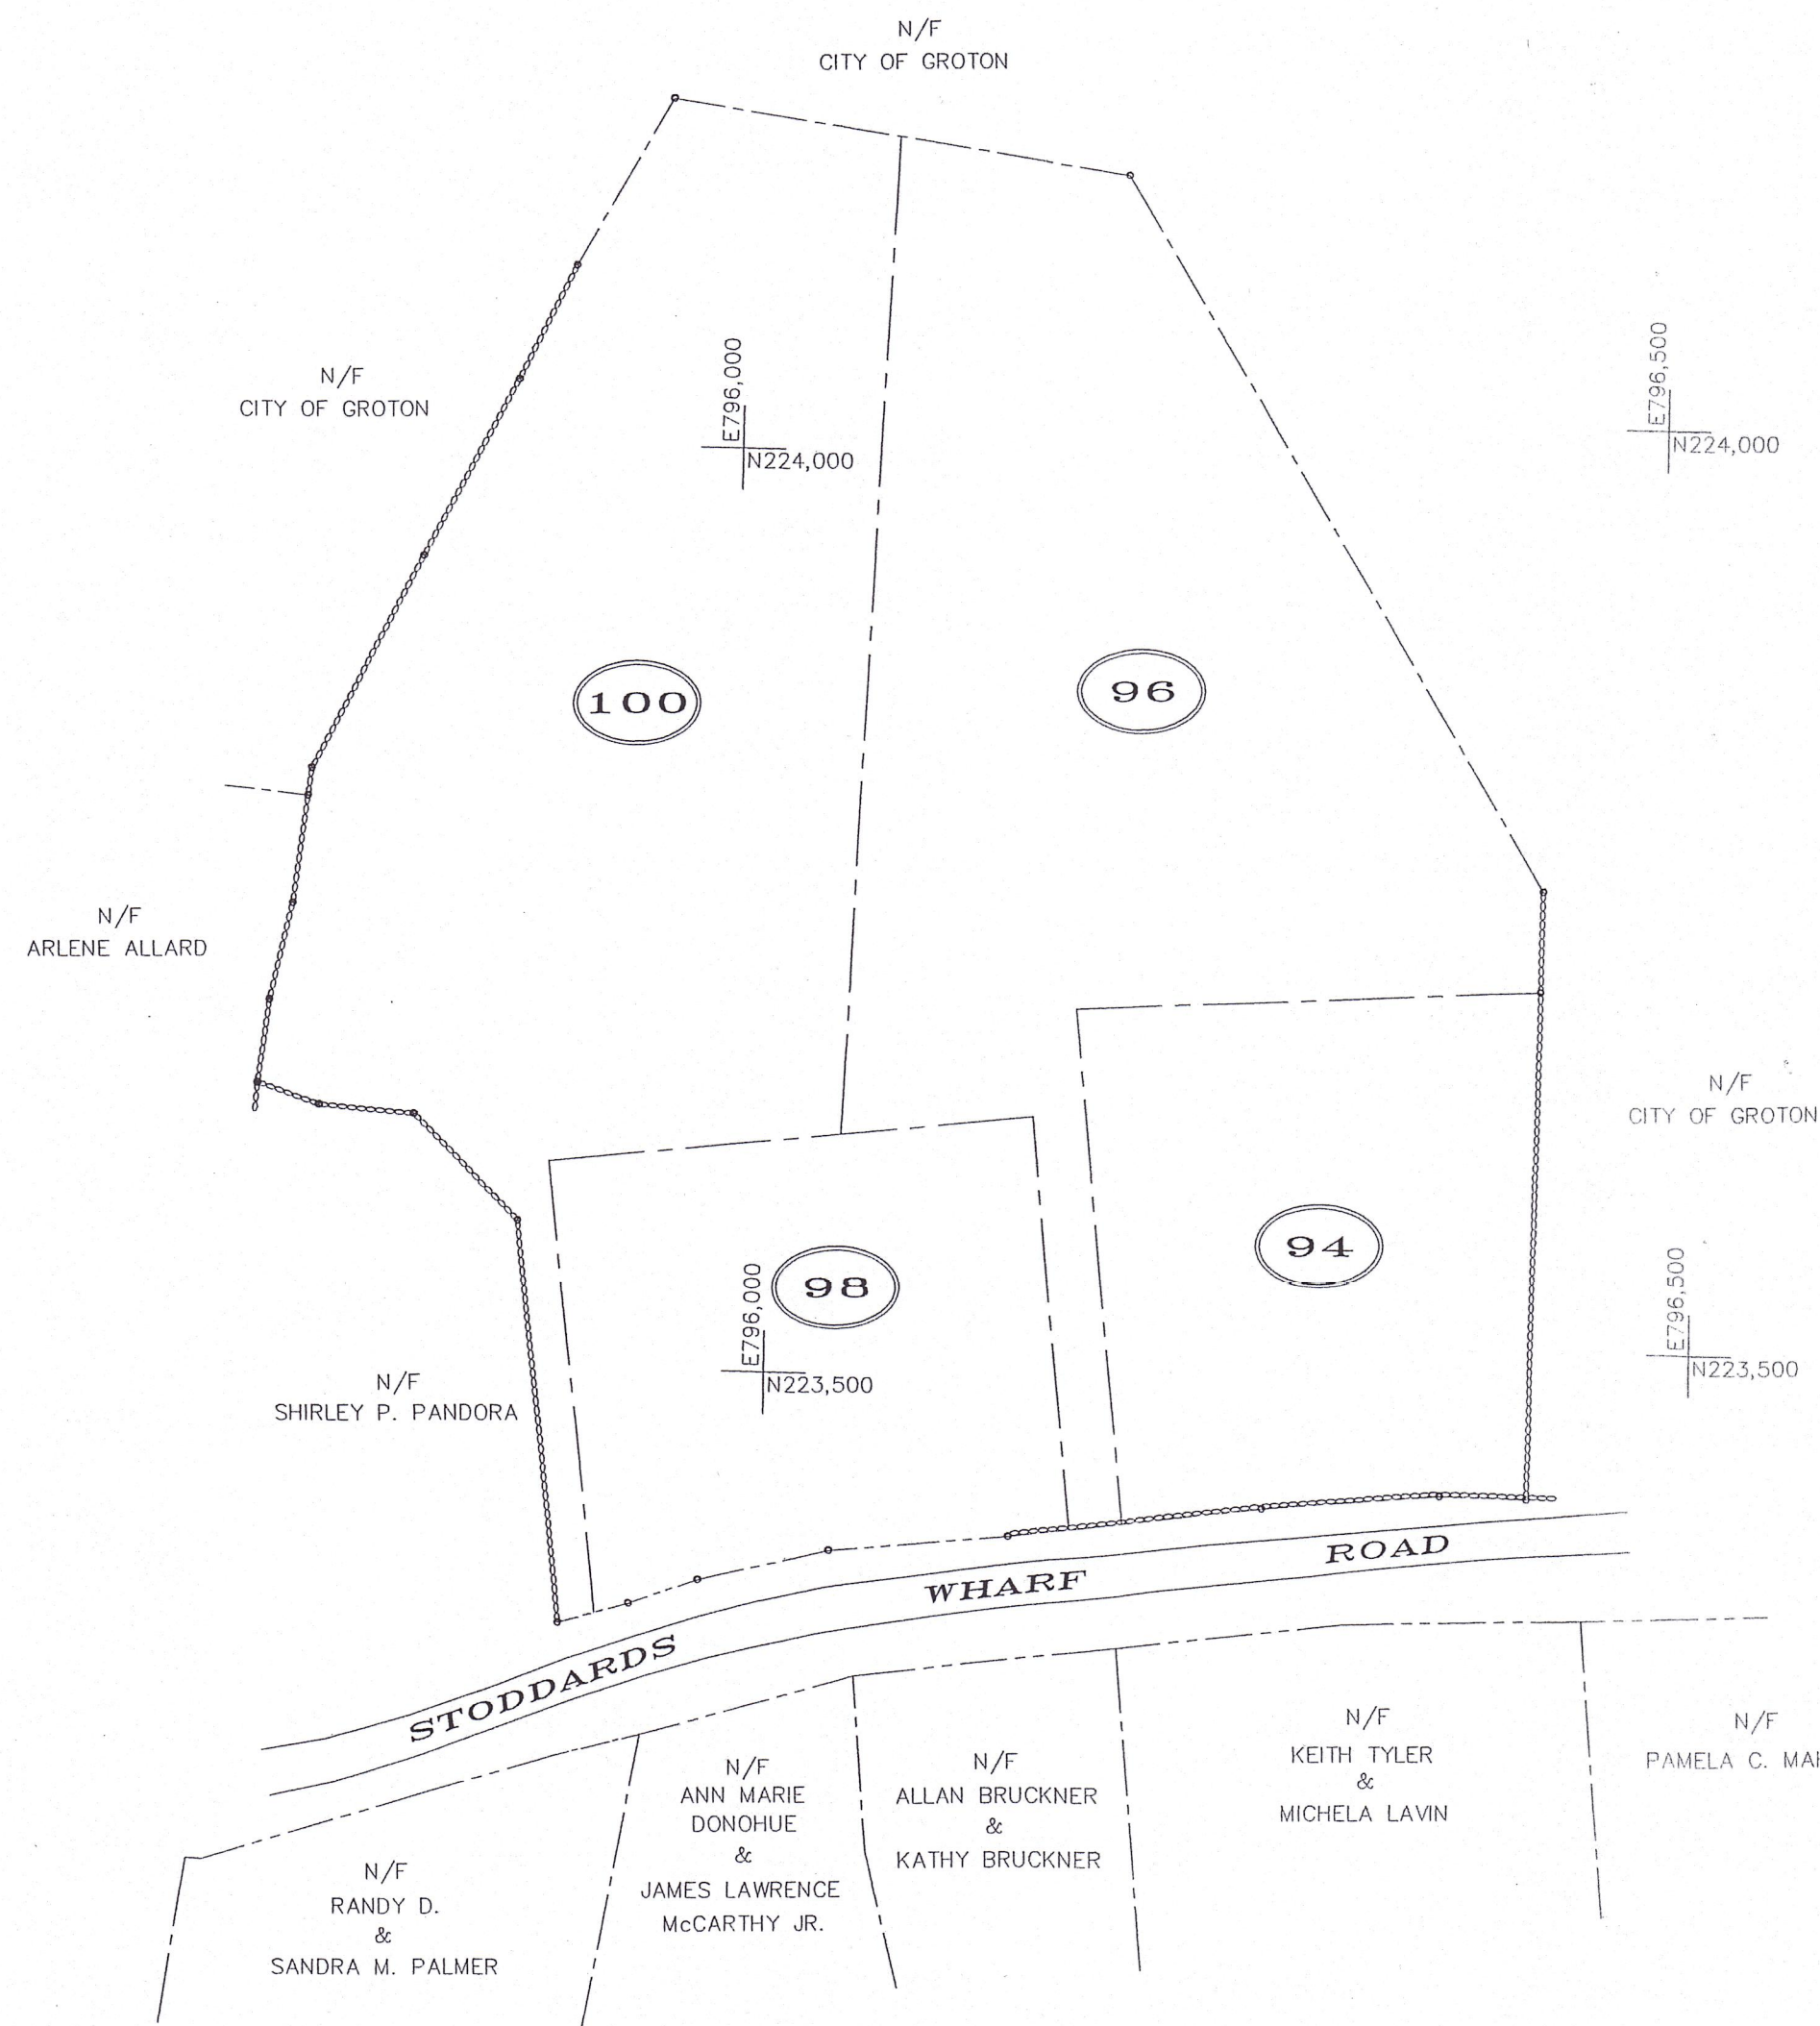 N/F
CITY OF GROTON
N/F
CITY OF GROTON
E796,000
N224,000
E796,500
N224,000
100
96
N/F
ARLENE ALLARD
N/F
CITY OF GROTON
94
98
E796,000
N223,500
E796,500
N223,500
N/F
SHIRLEY P. PANDORA
STODDARDS WHARF ROAD
N/F
RANDY D.
&
SANDRA M. PALMER
N/F
ANN MARIE
DONOHUE
&
JAMES LAWRENCE
McCARTHY JR.
N/F
ALLAN BRUCKNER
&
KATHY BRUCKNER
N/F
KEITH TYLER
&
MICHELA LAVIN
N/F
PAMELA C.